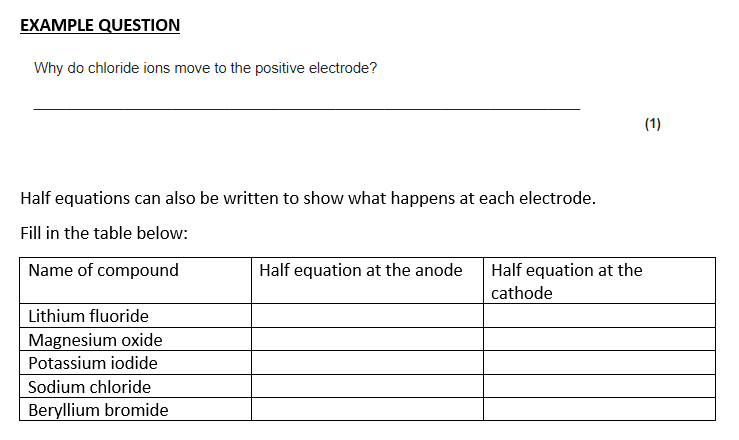 EXAMPLE QUESTION
Why do chloride ions move to the positive electrode?
(1)
Half equations can also be written to show what happens at each electrode.
Fill in the table below:
Name of compound Half equation at the anode Half equation at the
cathode
Lithium fluoride
Magnesium oxide
Potassium iodide
Sodium chloride
Beryllium bromide